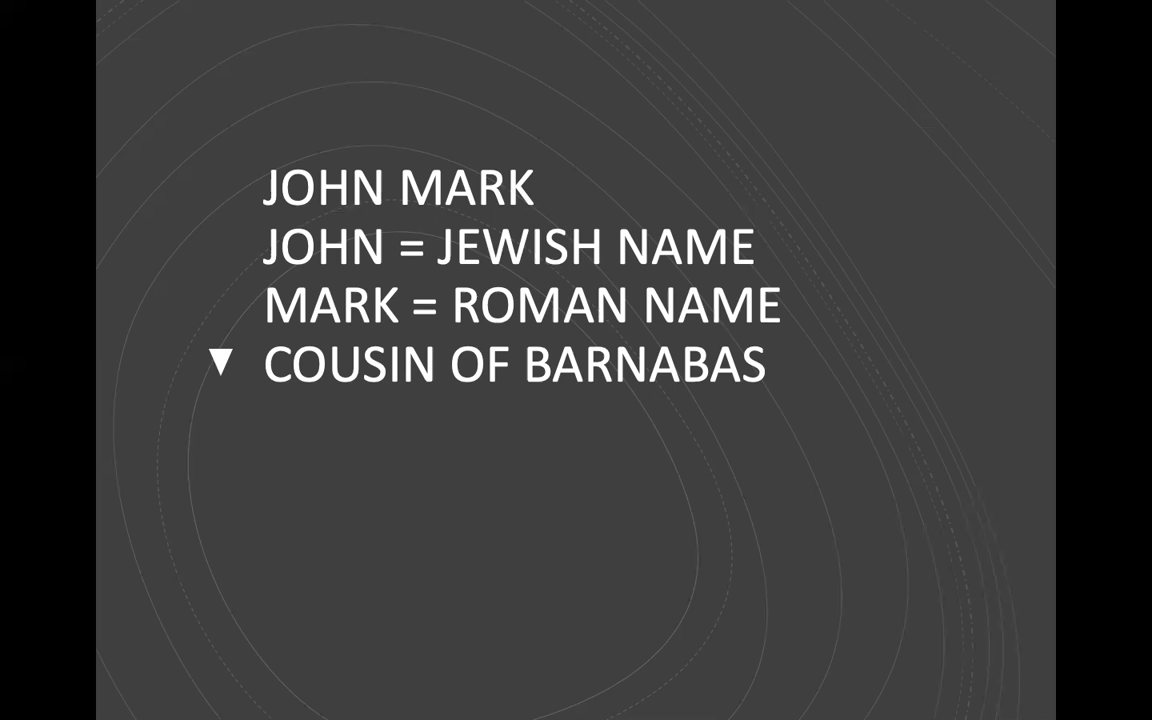 JOHN MARK
JOHN = JEWISH NAME
MARK = ROMAN NAME
COUSIN OF BARNABAS